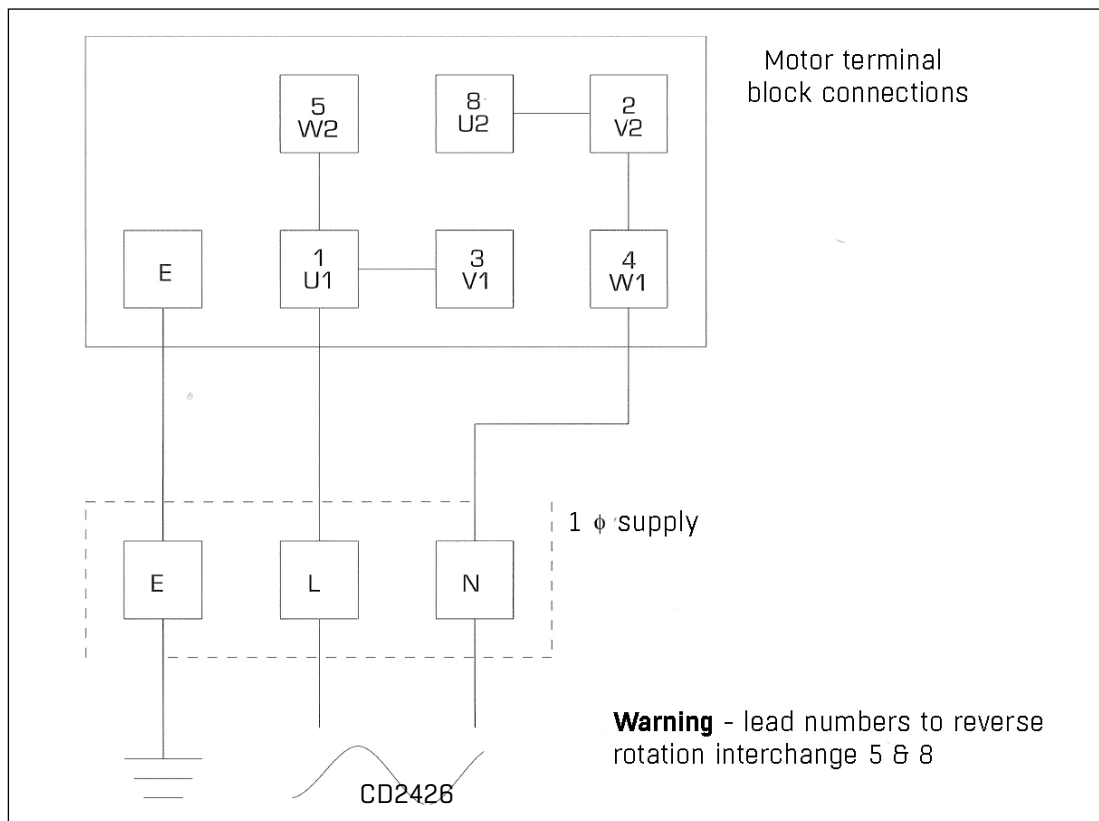 Motor terminal
block connections
5
W2
8
U2
2
V2
E
1
U1
3
V1
4
W1
1 ϕ supply
E
L
N
Warning - lead numbers to reverse
rotation interchange 5 & 8
CD2426